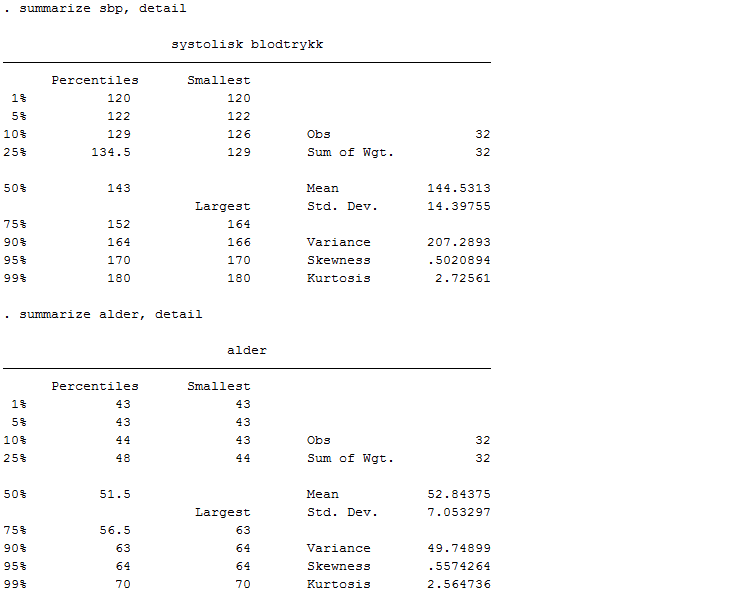 . summarize sbp, detail
systolisk blodtrykk
Percentiles Smallest
1% 120 120
5% 122 122
10% 129 126 Obs 32
25% 134.5 129 Sum of Wgt. 32
50% 143 Mean 144.5313
Largest Std. Dev. 14.39755
75% 152 164
90% 164 166 Variance 207.2893
95% 170 170 Skewness .5020894
99% 180 180 Kurtosis 2.72561
. summarize alder, detail
alder
Percentiles Smallest
1% 43 43
5% 43 43
10% 44 43 Obs 32
25% 48 44 Sum of Wgt. 32
50% 51.5 Mean 52.84375
Largest Std. Dev. 7.053297
75% 56.5 63
90% 63 64 Variance 49.74899
95% 64 64 Skewness .5574264
99% 70 70 Kurtosis 2.564736